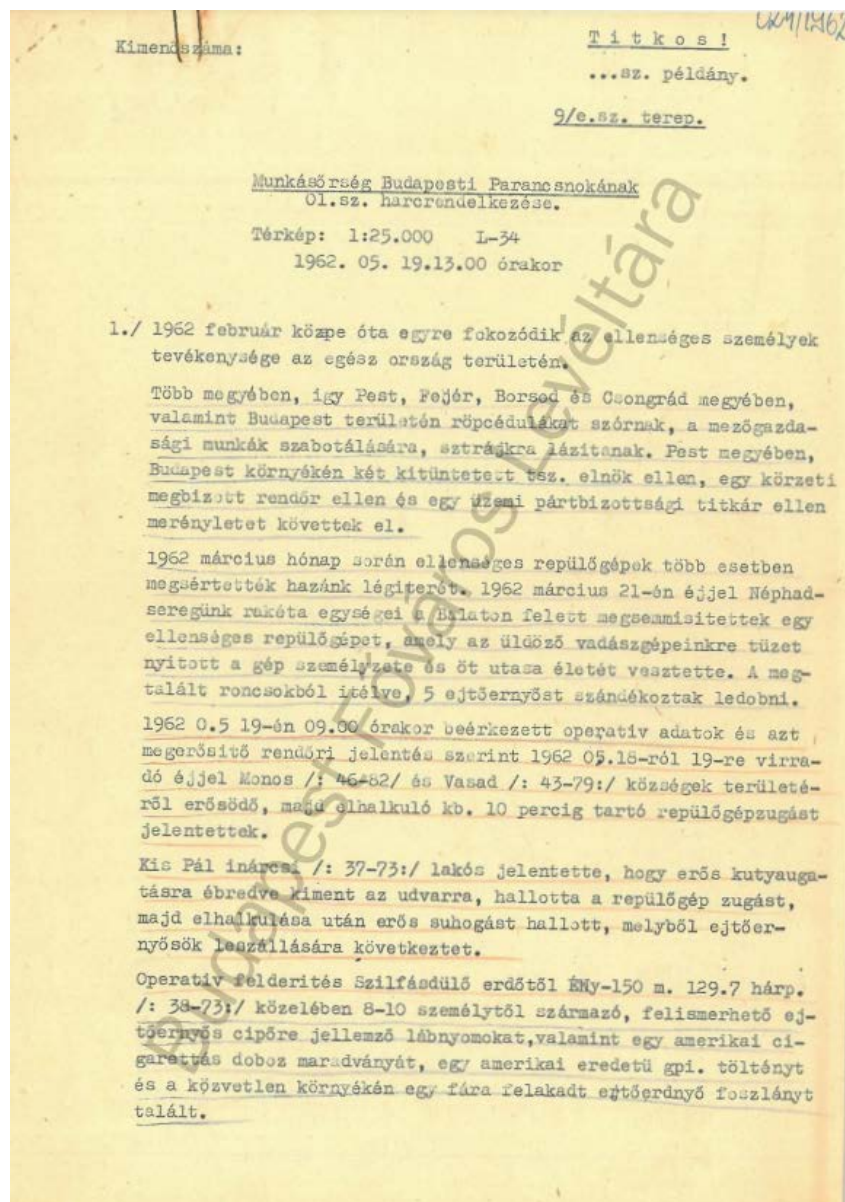 Kimenőszáma:
T i t k o s !
...sz. példány.
9/e.sz. terep.
Munkásőrség Budapesti Parancsnokának
01.sz. harcrendelkezése.
Térkép: 1:25.000 L-34
1962. 05. 19.13.00 órakor
1./ 1962 február közpe óta egyre fokozódik az ellenséges személyek
tevékenysége az egész ország területén.
Több megyében, igy Pest, Fejér, Borsod és Csongrád megyében,
valamint Budapest területén röpcédulákat szórnak, a mezőgazda-
sági munkák szabotálására, sztrájkra lázitanak. Pest megyében,
Budapest környékén két kitüntetett tsz. elnök ellen, egy körzeti
megbizott rendőr ellen és egy üzemi pártbizottsági titkár ellen
merényletet követtek el.
1962 március hónap során ellenséges repülőgépek több esetben
megsértették hazánk légiterét. 1962 március 21-én éjjel Néphad-
seregünk rakéta egységei a Balaton felett megsemmisitettek egy
ellenséges repülőgépet, amely az üldöző vadászgépeinkre tüzet
nyitott a gép személyzete és öt utasa életét vesztette. A meg-
talált roncsokból itélve, 5 ejtőernyőst szándékoztak ledobni.
1962 0.5 19-én 09.00 órakor beérkezett operativ adatok és azt
megerősitő rendőri jelentés szerint 1962 05.18-ról 19-re virra-
dó éjjel Monos /: 46-82/ és Vasad /: 43-79:/ községek területé-
ről erősödő, majd elhalkuló kb. 10 percig tartó repülőgépzugást
jelentettek.
Kis Pál inárcsi /: 37-73:/ lakós jelentette, hogy erős kutyauga-
tásra ébredve kiment az udvarra, hallotta a repülőgép zugást,
majd elhalkulása után erős suhogást hallott, melyből ejtőer-
nyősök leszállására következtet.
Operativ felderités Szilfásdülő erdőtől ÉNy-150 m. 129.7 hárp.
/: 38-73:/ közelében 8-10 személytől származó, felismerhető ej-
tőernyős cipőre jellemző lábnyomokat,valamint egy amerikai ci-
garettás doboz maradványát, egy amerikai eredetü gpi. töltényt
és a közvetlen környékén egy fára felakadt ejtőerdnyő foszlányt
talált.
Budapest Főváros Levéltára